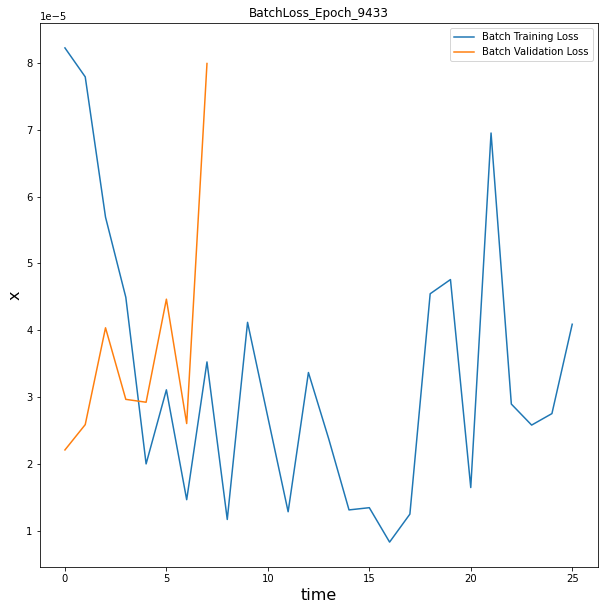 BatchLoss_Epoch_9433
1e−5
Batch Training Loss
Batch Validation Loss
8
7
6
5
4
3
2
1
x
0 5 10 15 20 25
time